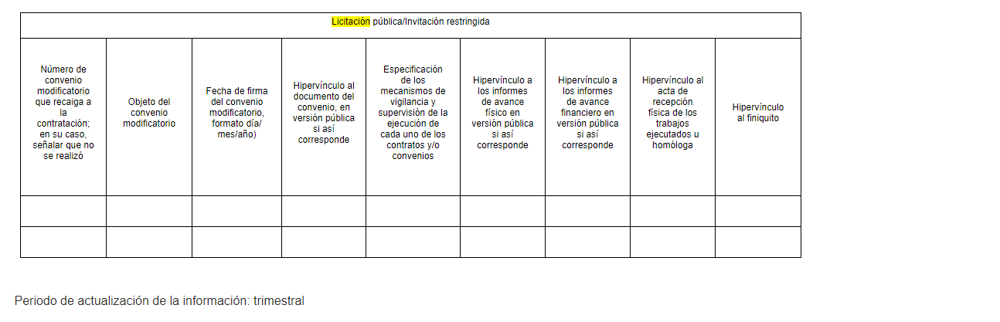 Licitación pública/Invitación restringida
Número de
convenio
modificatorio
que recaiga a
la
contratación;
en su caso,
señalar que no
se realizó
Objeto del
convenio
modificatorio
Fecha de firma
del convenio
modificatorio,
formato día/
mes/año)
Hipervínculo al
documento del
convenio, en
versión pública
si así
corresponde
Especificación
de los
mecanismos de
vigilancia y
supervisión de la
ejecución de
cada uno de los
contratos y/o
convenios
Hipervínculo a
los informes
de avance
físico en
versión pública
si así
corresponde
Hipervínculo a
los informes
de avance
financiero en
versión pública
si así
corresponde
Hipervínculo al
acta de
recepción
física de los
trabajos
ejecutados u
homóloga
Hipervínculo
al finiquito
Periodo de actualización de la información: trimestral